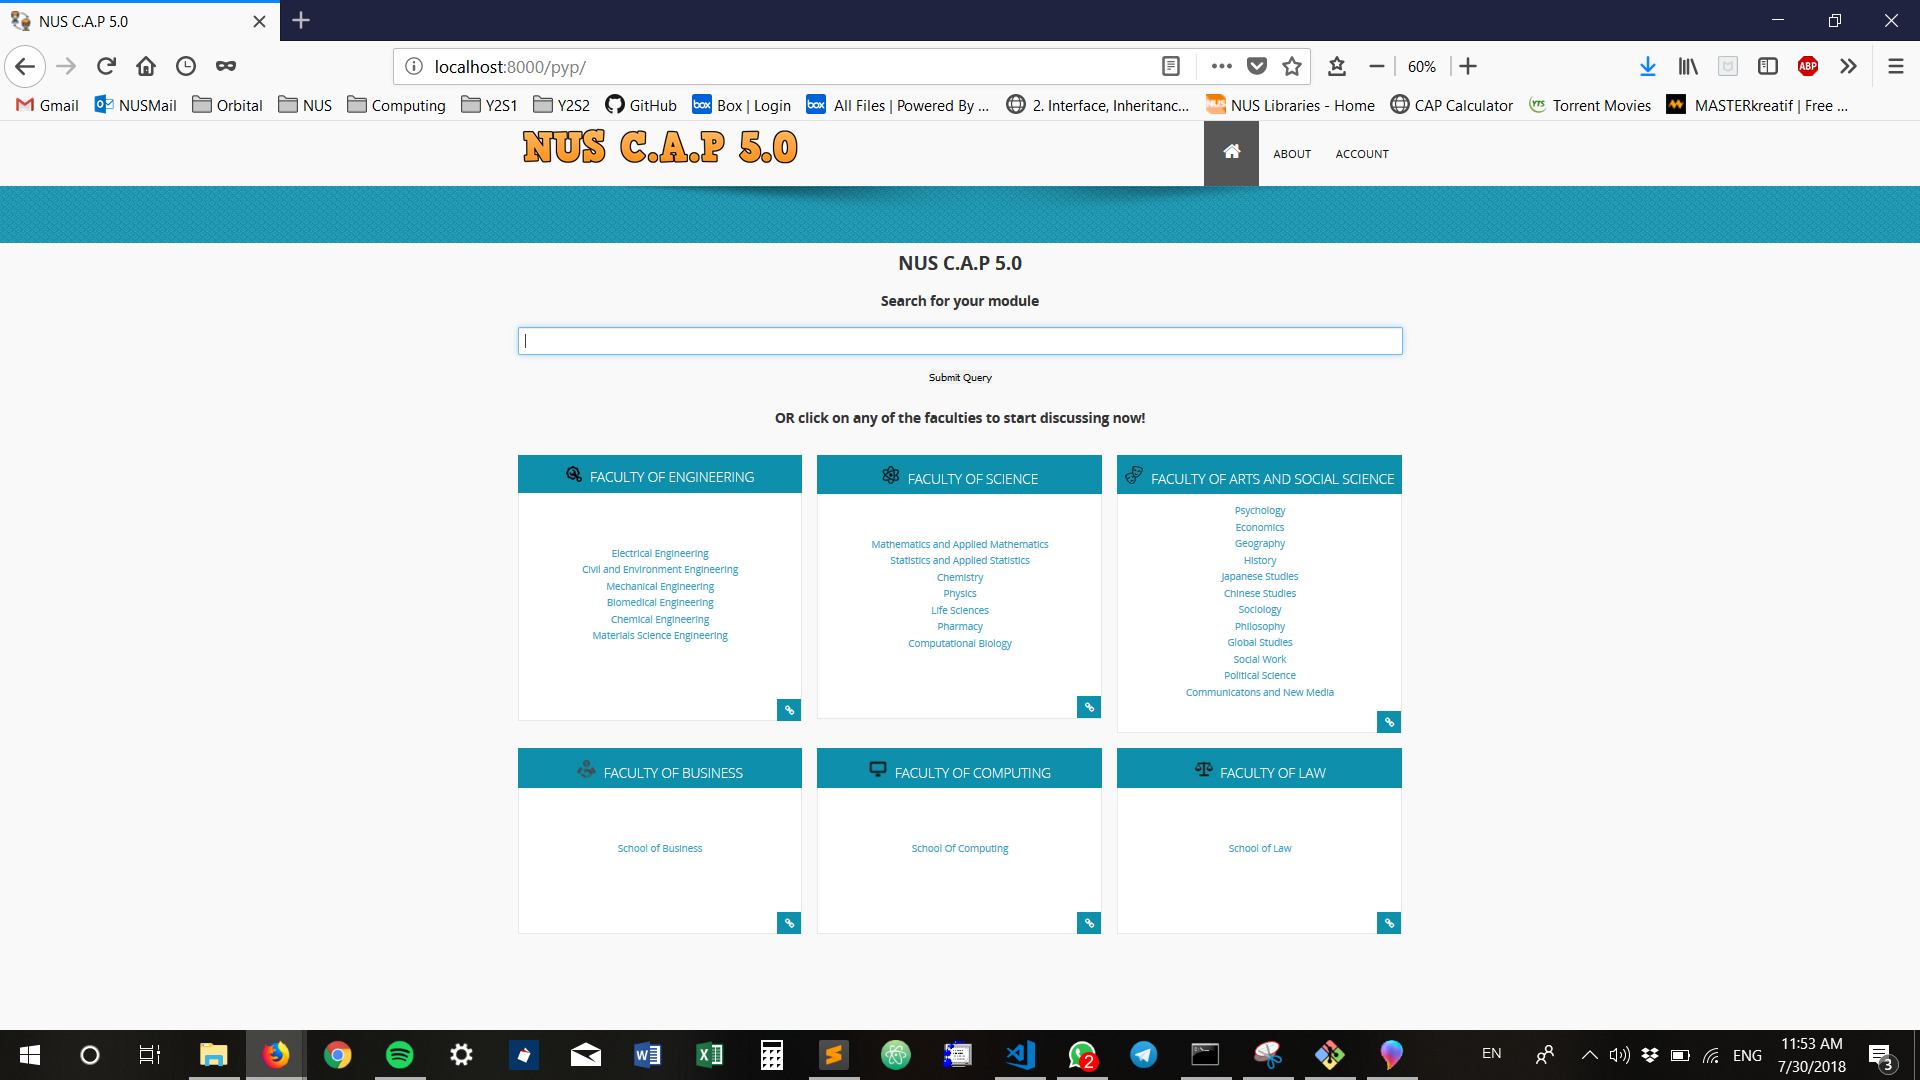 NUS C.A.P 5.0
localhost:8000/pyp/
60%
ABP
Gmail
NUSMail
Orbital
NUS
Computing
Y2S1
Y2S2
GitHub
box
Box | Login
box
All Files | Powered By ...
2. Interface, Inheritanc...
NUS
NUS Libraries - Home
CAP Calculator
YTS
Torrent Movies
MASTERkreatif | Free ...
NUS C.A.P 5.0
ABOUT
ACCOUNT
NUS C.A.P 5.0
Search for your module
Submit Query
OR click on any of the faculties to start discussing now!
FACULTY OF ENGINEERING
Electrical Engineering
Civil and Environment Engineering
Mechanical Engineering
Biomedical Engineering
Chemical Engineering
Materials Science Engineering
FACULTY OF SCIENCE
Mathematics and Applied Mathematics
Statistics and Applied Statistics
Chemistry
Physics
Life Sciences
Pharmacy
Computational Biology
FACULTY OF ARTS AND SOCIAL SCIENCE
Psychology
Economics
Geography
History
Japanese Studies
Chinese Studies
Sociology
Philosophy
Global Studies
Social Work
Political Science
Communicatons and New Media
FACULTY OF BUSINESS
School of Business
FACULTY OF COMPUTING
School Of Computing
FACULTY OF LAW
School of Law
2
EN
ENG
11:53 AM
7/30/2018
3